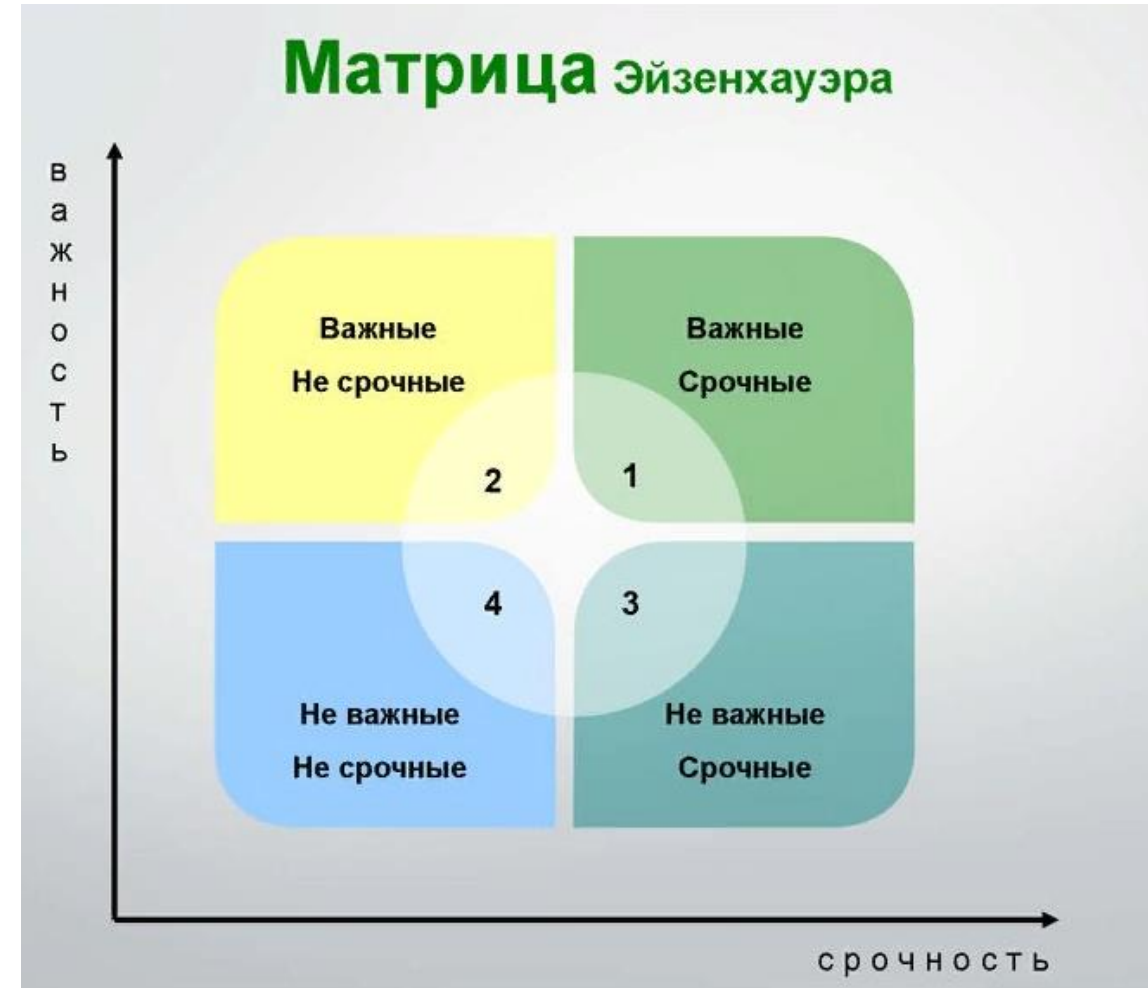 Матрица Эйзенхауэра
важность
Важные
Не срочные
2
Важные
Срочные
1
4
Не важные
Не срочные
3
Не важные
Срочные
срочность